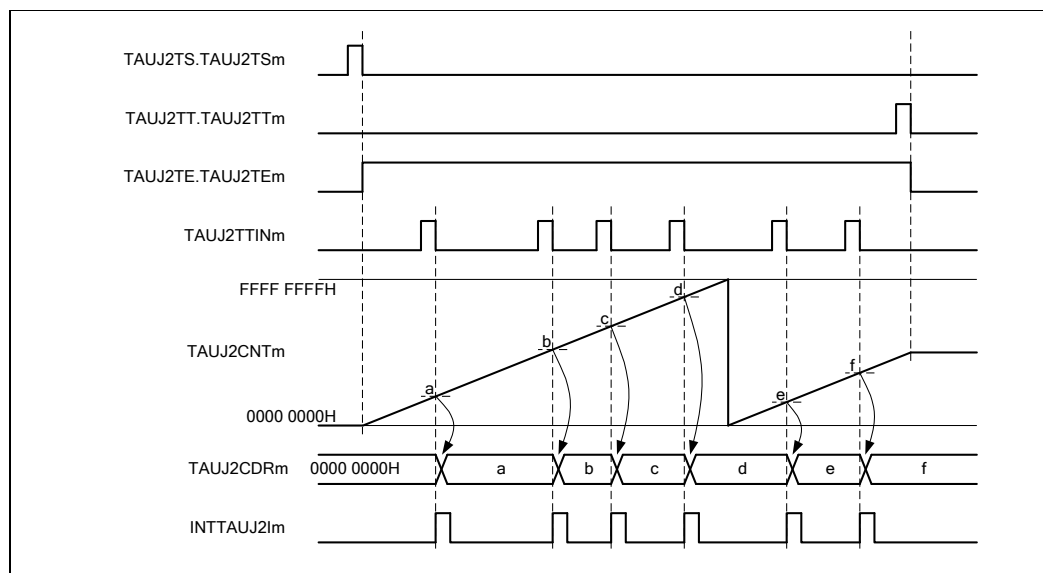 TAUJ2TS.TAUJ2TSm
TAUJ2TT.TAUJ2TTm
TAUJ2TE.TAUJ2TEm
TAUJ2TTINm
FFFF FFFFH
d
c
b
TAUJ2CNTm
f
a
e
0000 0000H
TAUJ2CDRm 0000 0000H a b c d e f
INTTAUJ2Im